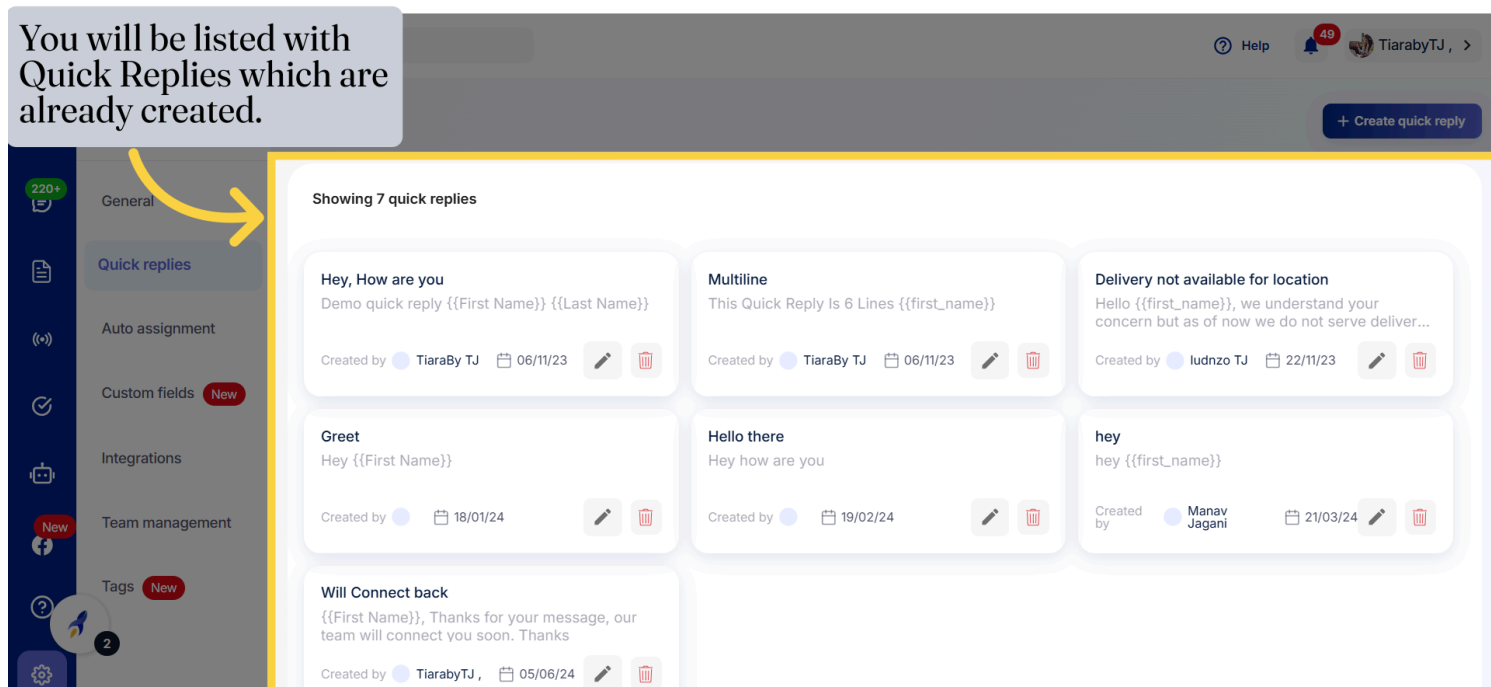 You will be listed with
Quick Replies which are
already created.
Help
49
TiarabyTJ ,
+ Create quick reply
220+
General
Quick replies
Auto assignment
Custom fields New
Integrations
Team management
New
Tags New
2
Showing 7 quick replies
Hey, How are you
Demo quick reply {{First Name}} {{Last Name}}
Created by TiaraBy TJ 06/11/23
Multiline
This Quick Reply Is 6 Lines {{first_name}}
Created by TiaraBy TJ 06/11/23
Delivery not available for location
Hello {{first_name}}, we understand your
concern but as of now we do not serve deliver...
Created by Iudnzo TJ 22/11/23
Greet
Hey {{First Name}}
Created by 18/01/24
Hello there
Hey how are you
Created by 19/02/24
hey
hey {{first_name}}
Created by Manav Jagani 21/03/24
Will Connect back
{{First Name}}, Thanks for your message, our
team will connect you soon. Thanks
Created by TiarabyTJ , 05/06/24